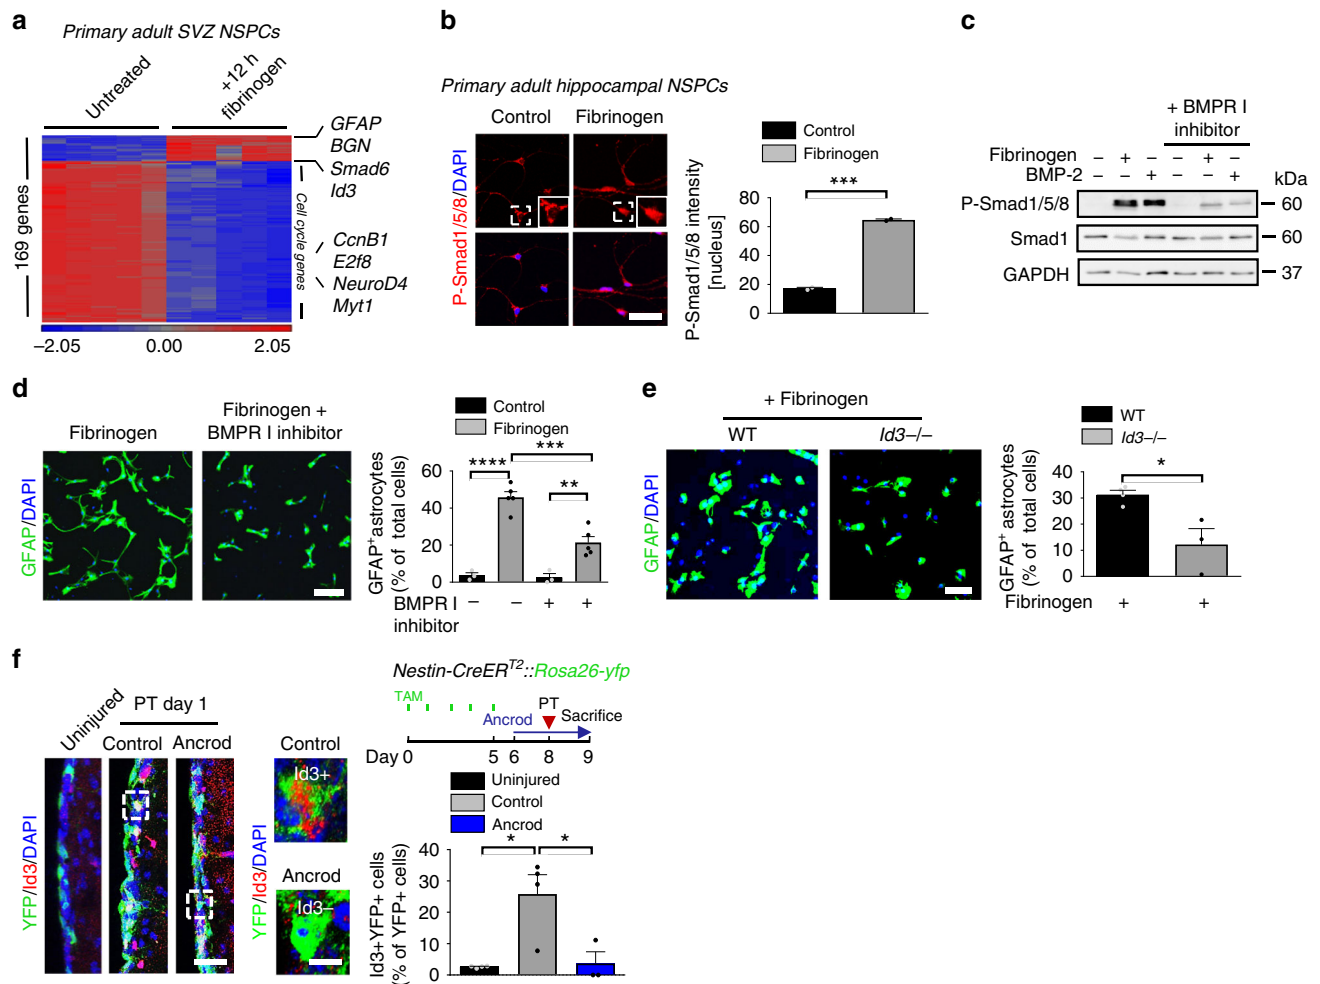 a
Primary adult SVZ NSPCs
Untreated
+12 h
fibrinogen
169 genes
GFAP
BGN
Smad6
Id3
Cell cycle genes
CcnB1
E2f8
NeuroD4
Myt1
–2.05 0.00 2.05
b
Primary adult hippocampal NSPCs
Control Fibrinogen
P-Smad1/5/8/DAPI
Control
Fibrinogen
P-Smad1/5/8 intensity
[nucleus]
***
80
60
40
20
0
c
+ BMPR I
inhibitor
Fibrinogen – + – – + –
BMP-2 – – + – – +
kDa
P-Smad1/5/8 60
Smad1 60
GAPDH 37
d
Fibrinogen
Fibrinogen +
BMPR I inhibitor
GFAP/DAPI
Control
Fibrinogen
GFAP+ astrocytes
(% of total cells)
**** *** **
60
40
20
0
BMPR I
inhibitor
– – + +
e
+ Fibrinogen
WT Id3–/–
GFAP/DAPI
WT
Id3–/–
GFAP+ astrocytes
(% of total cells)
*
40
30
20
10
0
Fibrinogen + +
f
Uninjured
PT day 1
Control Ancrod
YFP/Id3/DAPI
Control
Id3+
Ancrod
Id3–
YFP/Id3/DAPI
Nestin-CreERT2::Rosa26-yfp
TAM
Ancrod
PT
Sacrifice
Day 0 5 6 8 9
Uninjured
Control
Ancrod
Id3+YFP+ cells
(% of YFP+ cells)
* *
40
30
20
10
0